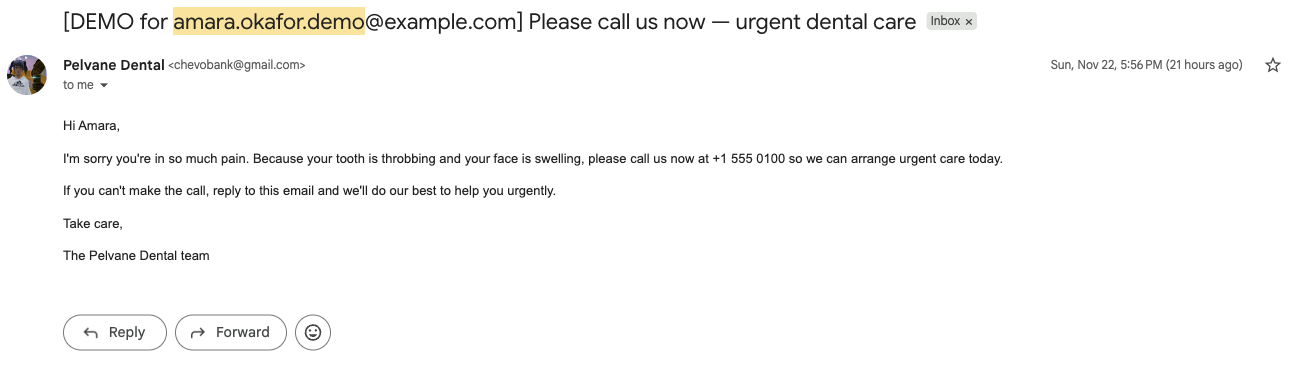 [DEMO for amara.okafor.demo@example.com] Please call us now — urgent dental care Inbox ×
Pelvane Dental <chevobank@gmail.com> Sun, Nov 22, 5:56 PM (21 hours ago)
to me
Hi Amara,
I'm sorry you're in so much pain. Because your tooth is throbbing and your face is swelling, please call us now at +1 555 0100 so we can arrange urgent care today.
If you can't make the call, reply to this email and we'll do our best to help you urgently.
Take care,
The Pelvane Dental team
Reply Forward